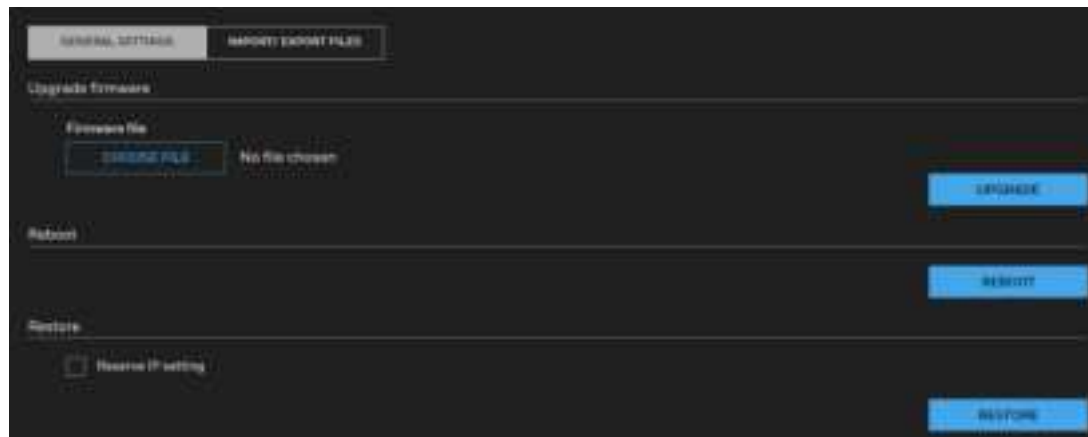 GENERAL SETTINGS IMPORT/ EXPORT FILES
Upgrade firmware
Firmware file
CHOOSE FILE No file chosen
UPGRADE
Reboot
REBOOT
Restore
Reserve IP setting
RESTORE